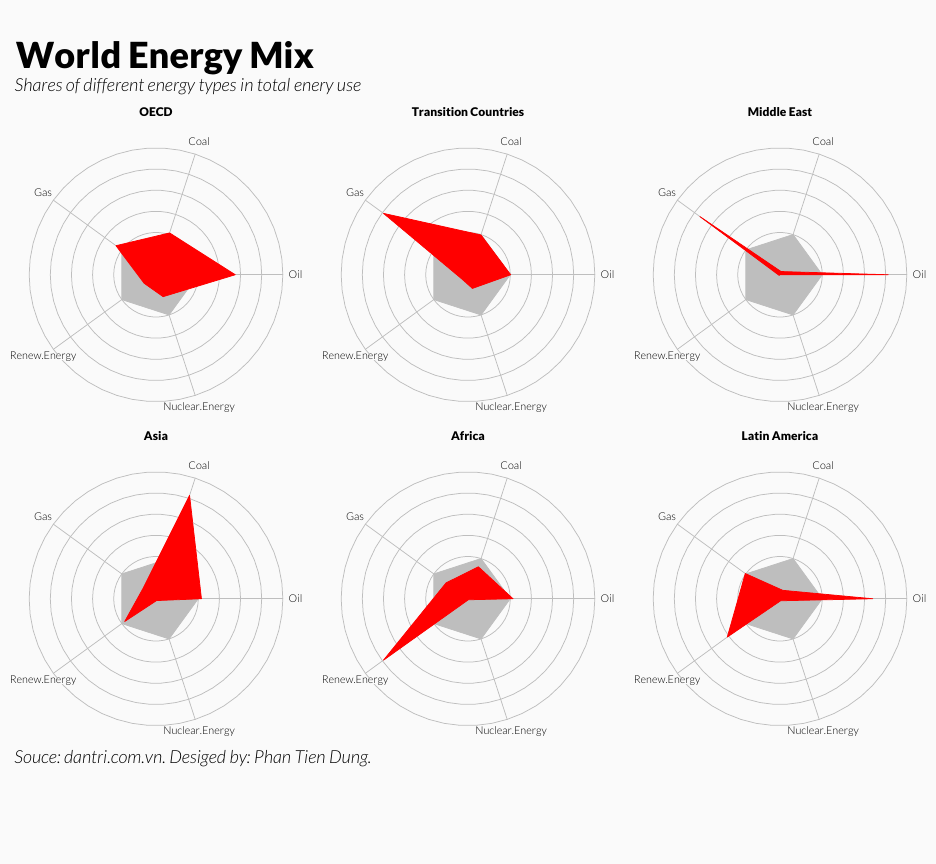 World Energy Mix
Shares of different energy types in total enery use
OECD
Coal
Gas
Oil
Renew.Energy
Nuclear.Energy
Transition Countries
Coal
Gas
Oil
Renew.Energy
Nuclear.Energy
Middle East
Coal
Gas
Oil
Renew.Energy
Nuclear.Energy
Asia
Coal
Gas
Oil
Renew.Energy
Nuclear.Energy
Africa
Coal
Gas
Oil
Renew.Energy
Nuclear.Energy
Latin America
Coal
Gas
Oil
Renew.Energy
Nuclear.Energy
Souce: dantri.com.vn. Desiged by: Phan Tien Dung.